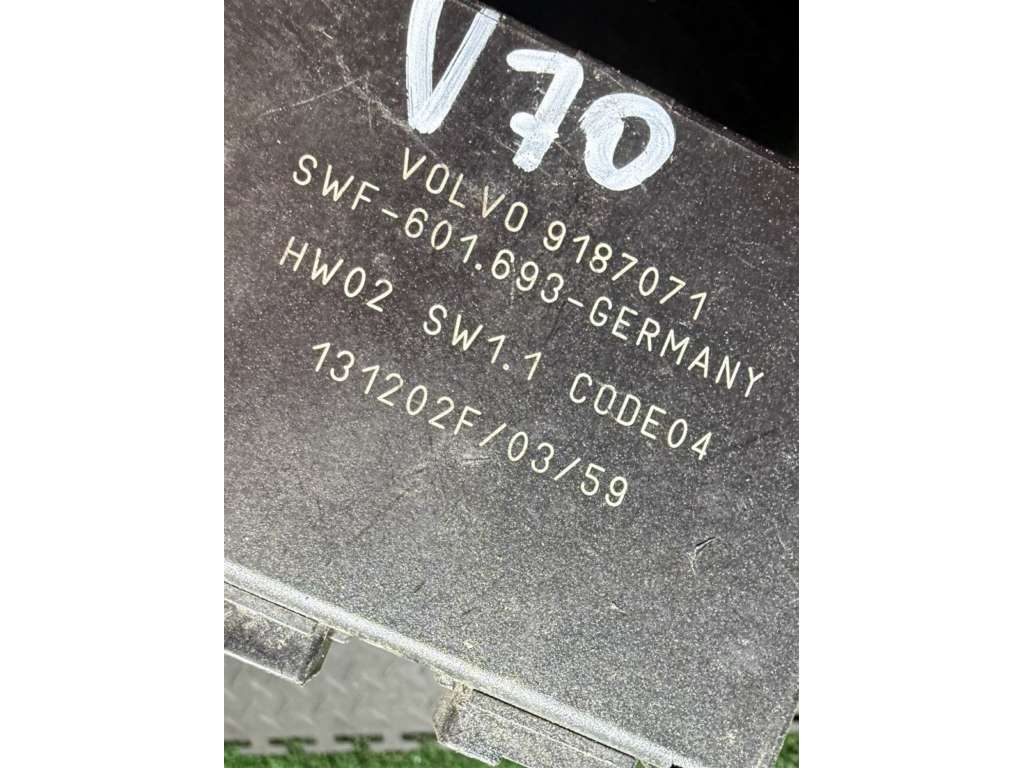 V70
VOLVO 9187071
SWF-601.693-GERMANY
HW02 SW1.1 CODE04
131202F/03/59